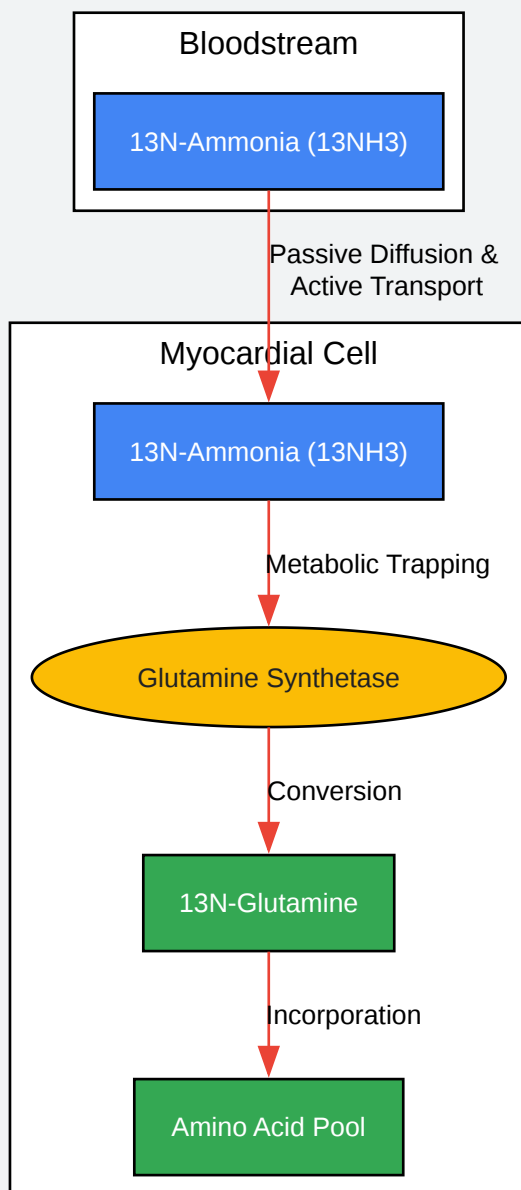 Bloodstream
13N-Ammonia (13NH3)
Passive Diffusion &
Active Transport
Myocardial Cell
13N-Ammonia (13NH3)
Metabolic Trapping
Glutamine Synthetase
Conversion
13N-Glutamine
Incorporation
Amino Acid Pool